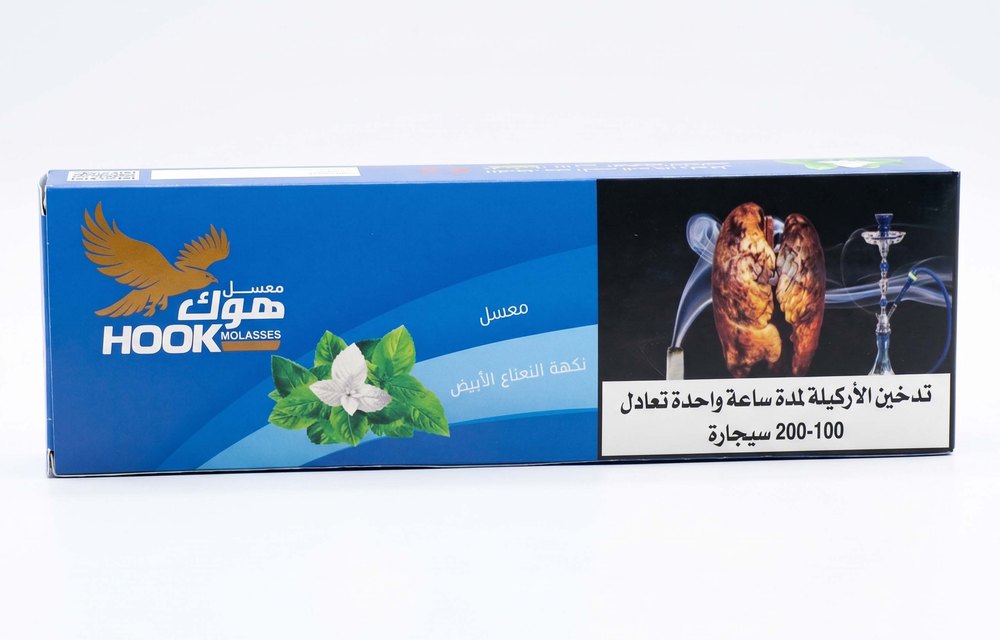 معسل
هوك
HOOK MOLASSES
معسل
نكهة النعناع الأبيض
تدخين الأركيلة لمدة ساعة واحدة تعادل
100-200 سيجارة